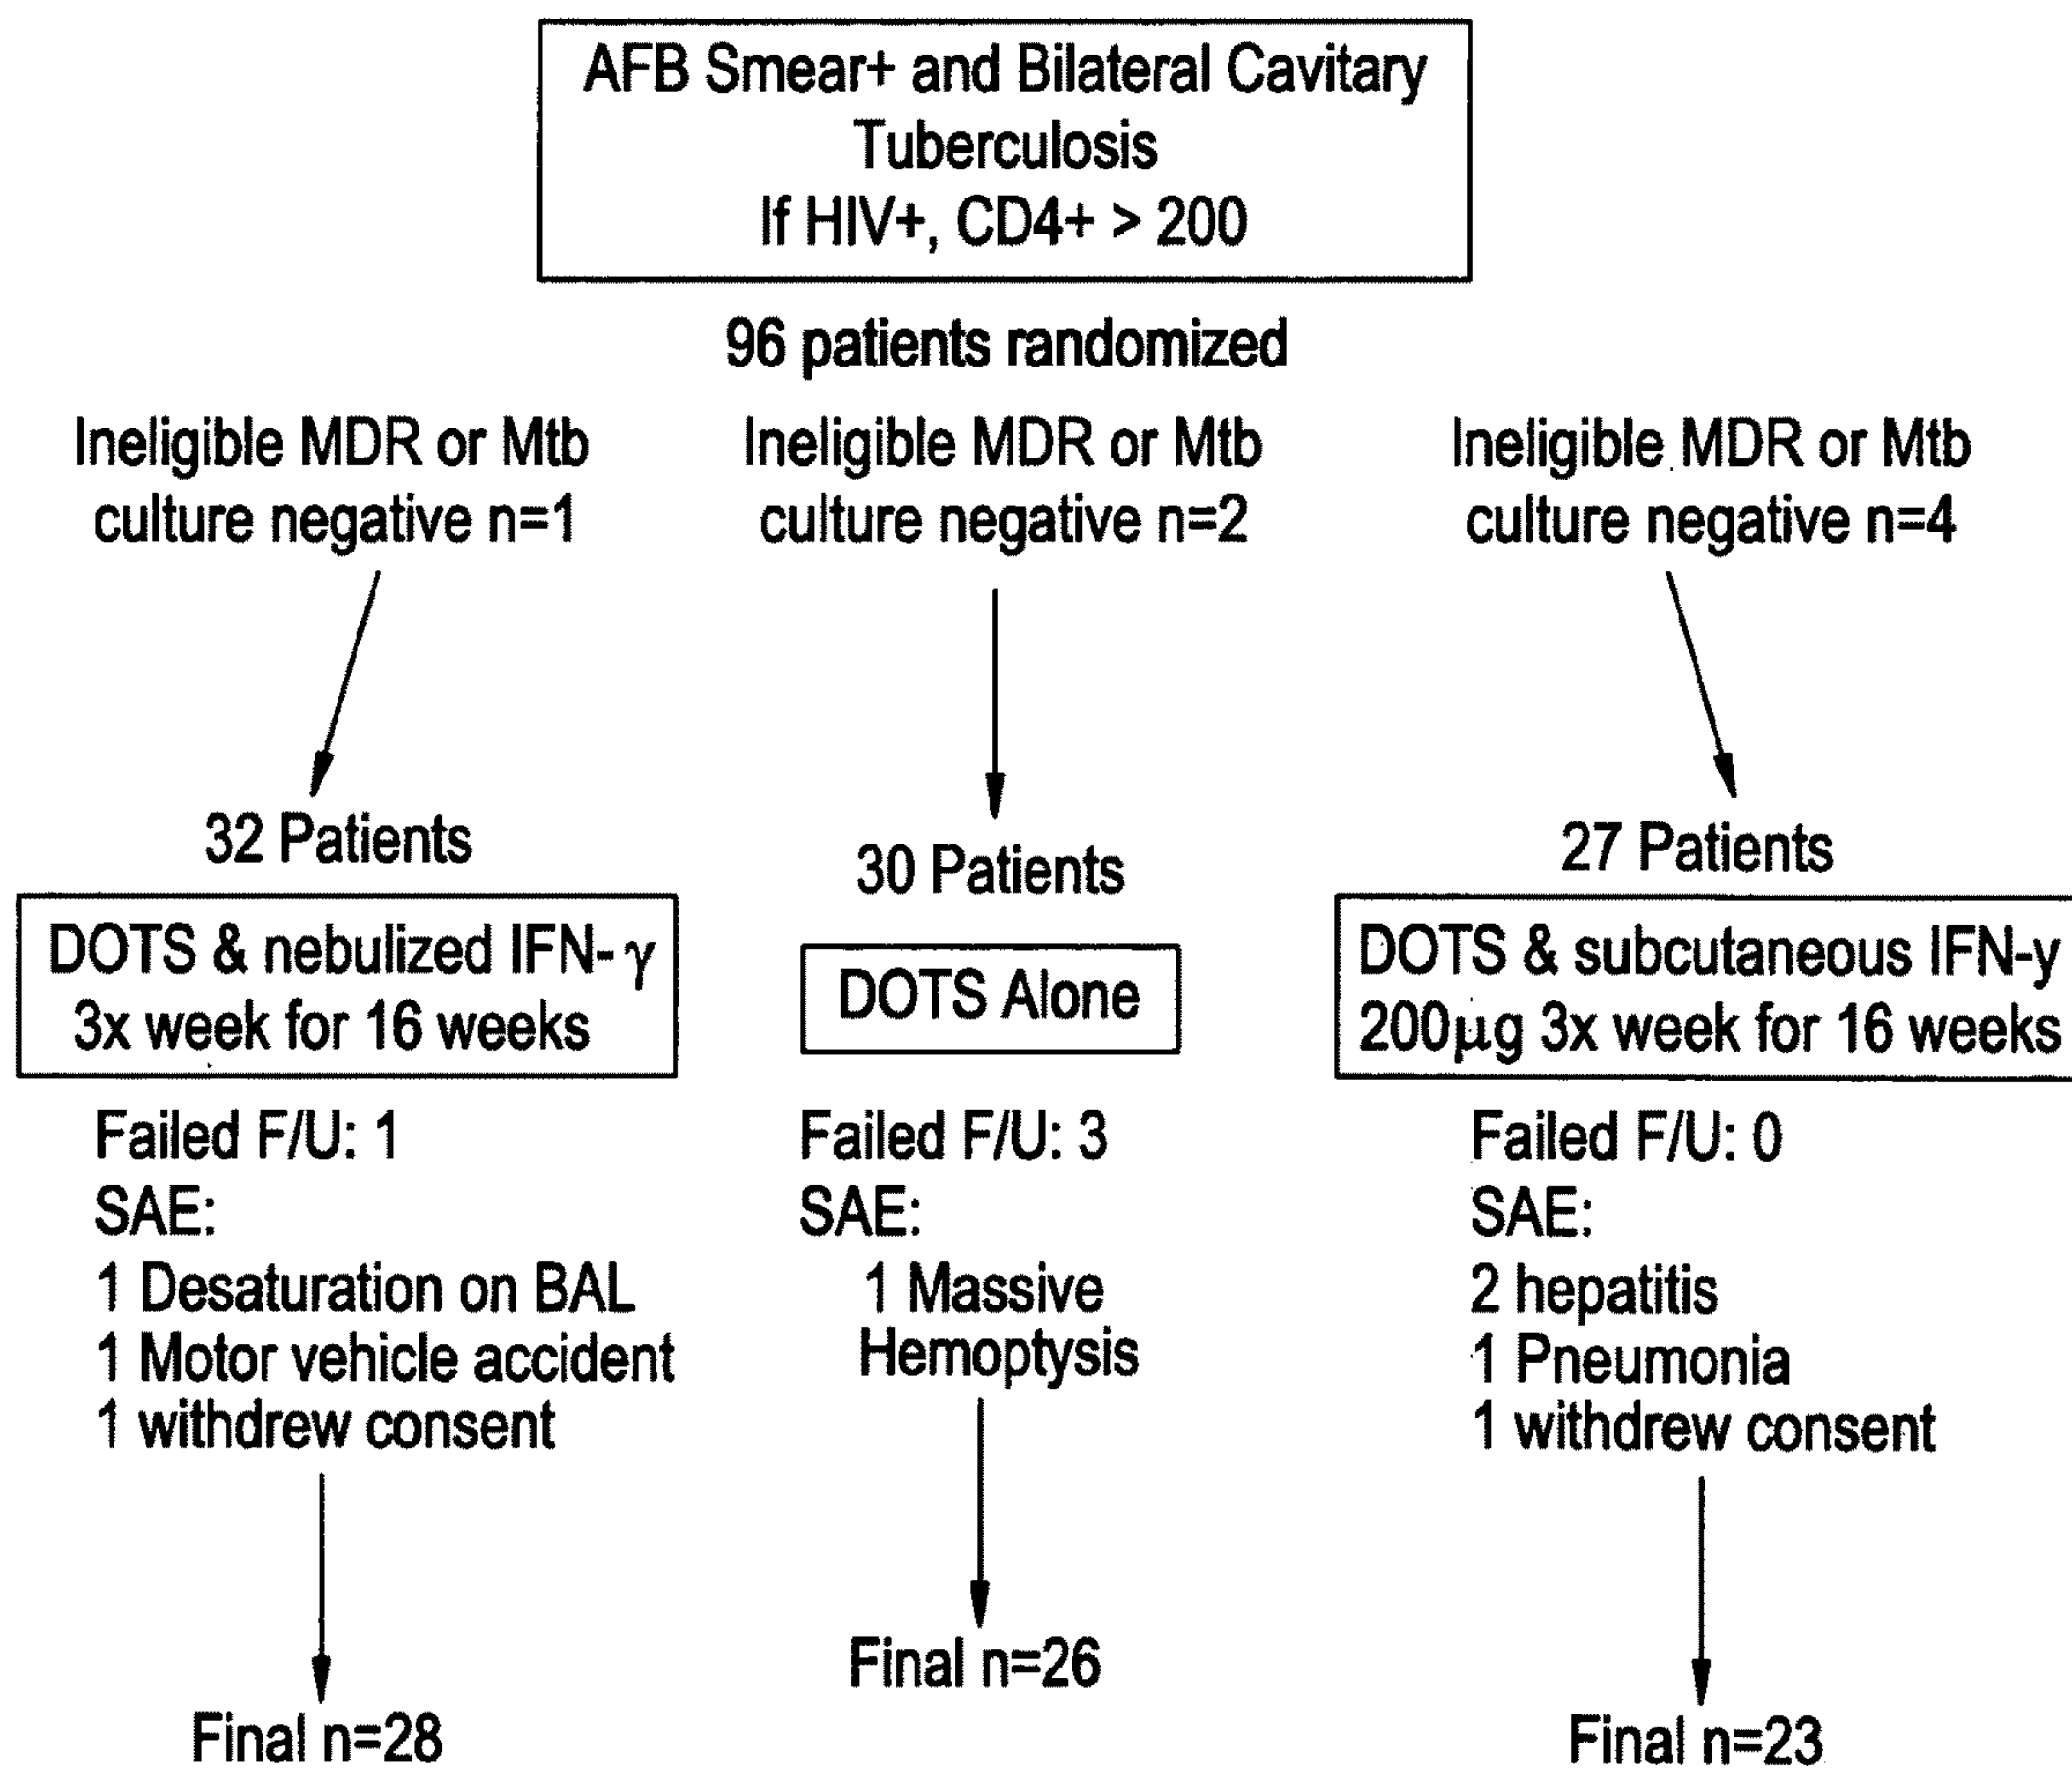 AFB Smear+ and Bilateral Cavitary
Tuberculosis
If HIV+, CD4+ > 200
96 patients randomized
Ineligible MDR or Mtb
culture negative n=1
Ineligible MDR or Mtb
culture negative n=2
Ineligible MDR or Mtb
culture negative n=4
32 Patients
DOTS & nebulized IFN-γ
3x week for 16 weeks
30 Patients
DOTS Alone
27 Patients
DOTS & subcutaneous IFN-y
200μg 3x week for 16 weeks
Failed F/U: 1
SAE:
1 Desaturation on BAL
1 Motor vehicle accident
1 withdrew consent
Failed F/U: 3
SAE:
1 Massive
Hemoptysis
Failed F/U: 0
SAE:
2 hepatitis
1 Pneumonia
1 withdrew consent
Final n=28
Final n=26
Final n=23